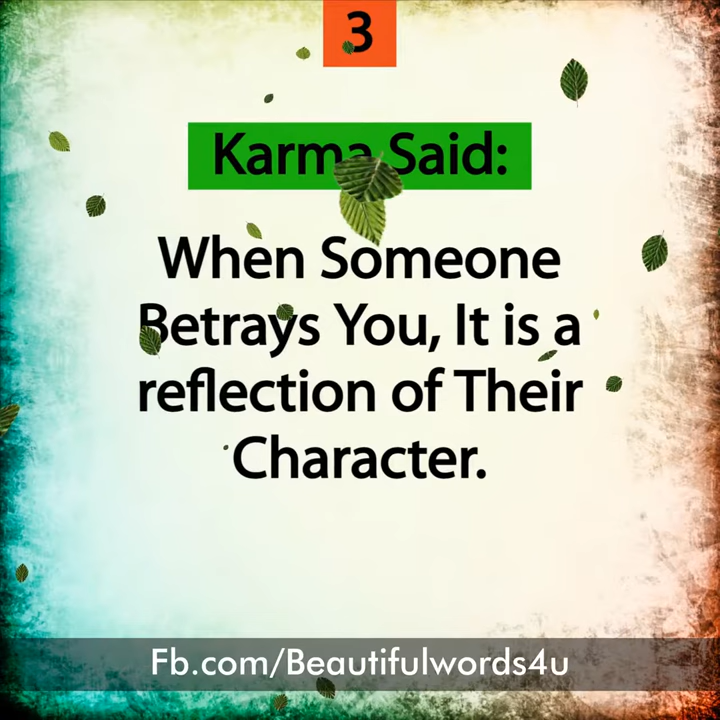 3
Karma Said:
When Someone
Betrays You, It is a
reflection of Their
Character.
Fb.com/Beautifulwords4u